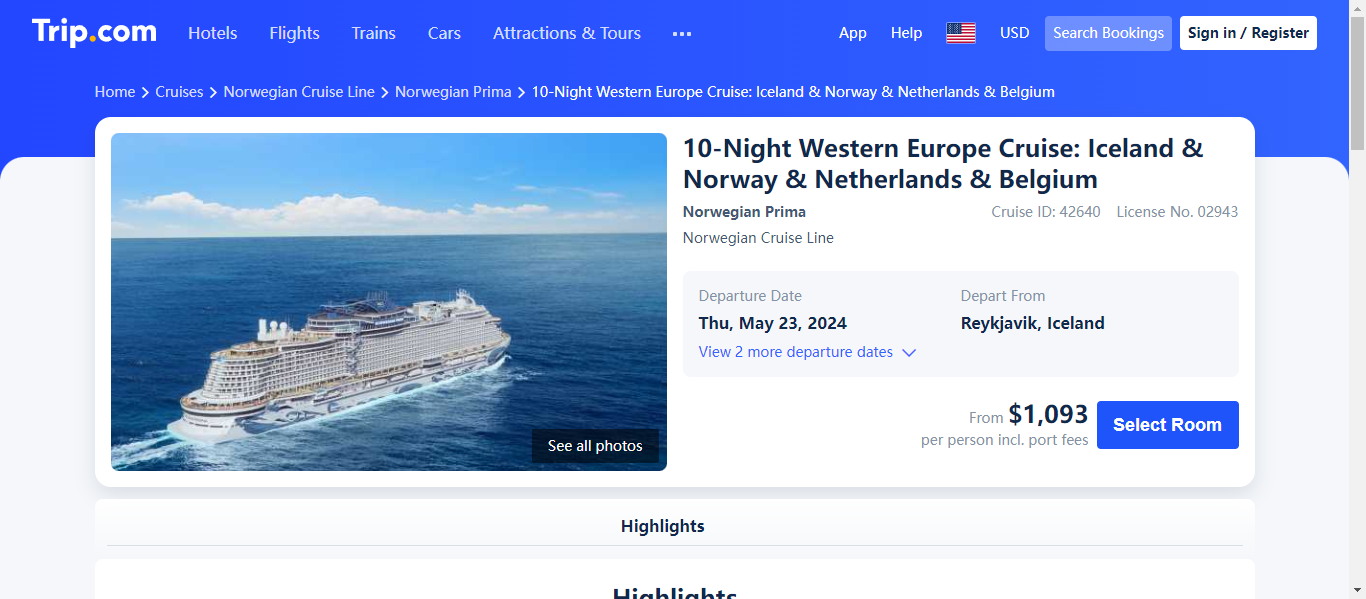 Trip.com Hotels Flights Trains Cars Attractions & Tours ... App Help USD Search Bookings Sign in / Register
Home > Cruises > Norwegian Cruise Line > Norwegian Prima > 10-Night Western Europe Cruise: Iceland & Norway & Netherlands & Belgium
10-Night Western Europe Cruise: Iceland &
Norway & Netherlands & Belgium
Norwegian Prima Cruise ID: 42640 License No. 02943
Norwegian Cruise Line
Departure Date Depart From
Thu, May 23, 2024 Reykjavik, Iceland
View 2 more departure dates
From $1,093 Select Room
per person incl. port fees
See all photos
Highlights
Highlights